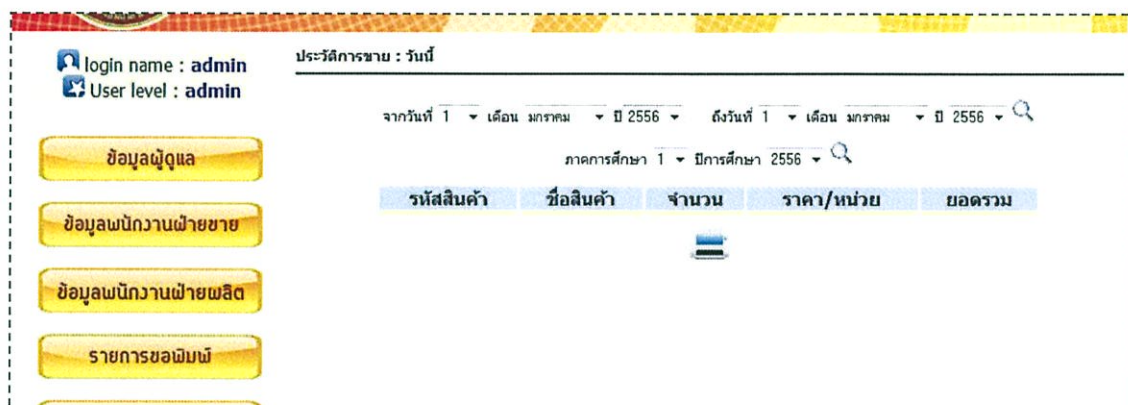 login name : admin
User level : admin
ข้อมูลผู้ดูแล
ข้อมูลพนักงานฝ่ายขาย
ข้อมูลพนักงานฝ่ายผลิต
รายการขอพิมพ์
ประวัติการขาย : วันนี้
จากวันที่ 1 เดือน มกราคม ปี 2556 ถึงวันที่ 1 เดือน มกราคม ปี 2556
ภาคการศึกษา 1 ปีการศึกษา 2556
รหัสสินค้า ชื่อสินค้า จำนวน ราคา/หน่วย ยอดรวม